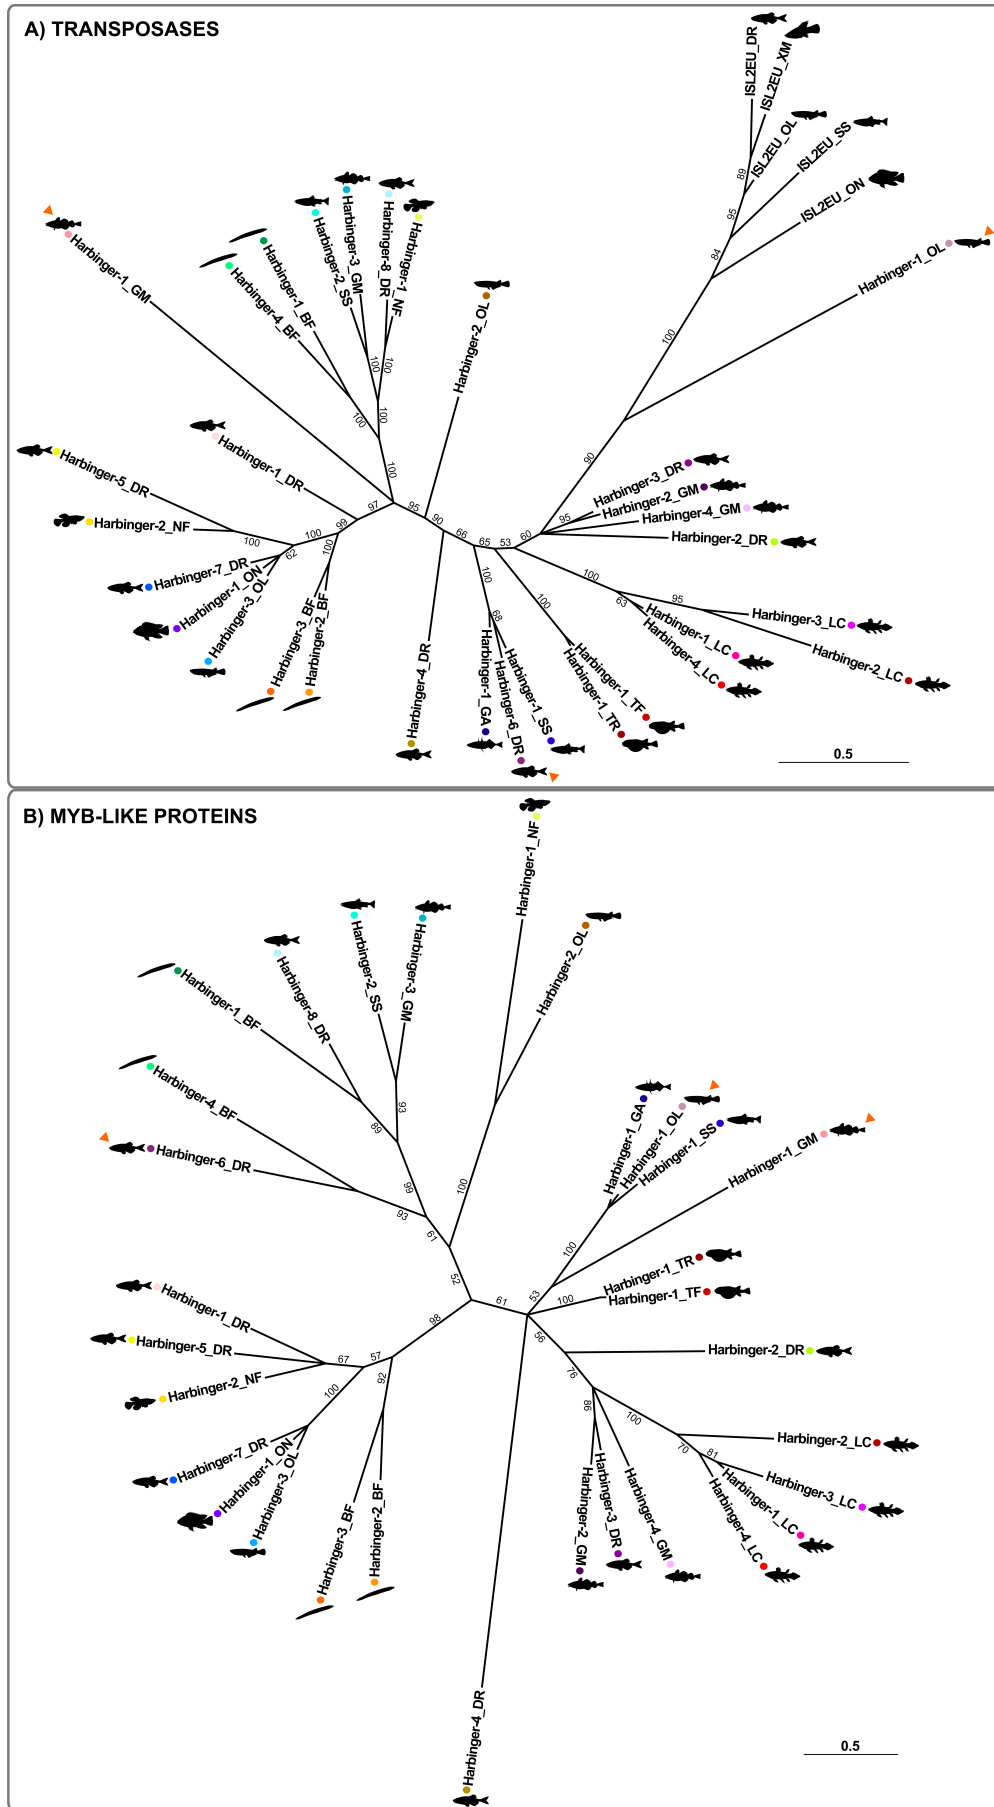 A) TRANSPOSASES
ISL2EU_DR
ISL2EU_XM
ISL2EU_OL
ISL2EU_SS
ISL2EU_ON
Harbinger-1_OL
89
95
84
100
90
Harbinger-1_GM
Harbinger-4_BF
Harbinger-1_BF
Harbinger-2_SS
Harbinger-3_GM
Harbinger-8_DR
Harbinger-1_NF
100
100
100
100
100
Harbinger-2_OL
Harbinger-1_DR
Harbinger-5_DR
Harbinger-2_NF
Harbinger-7_DR
Harbinger-1_ON
Harbinger-3_OL
Harbinger-3_BF
Harbinger-2_BF
100
62
100
99
100
97
95
90
66
65
53
60
95
Harbinger-3_DR
Harbinger-2_GM
Harbinger-4_GM
Harbinger-2_DR
100
95
63
Harbinger-3_LC
Harbinger-2_LC
Harbinger-1_LC
Harbinger-4_LC
100
Harbinger-1_TF
Harbinger-1_TR
100
68
Harbinger-1_SS
Harbinger-6_DR
Harbinger-1_GA
Harbinger-4_DR
0.5
B) MYB-LIKE PROTEINS
Harbinger-1_NF
Harbinger-2_OL
Harbinger-3_GM
Harbinger-2_SS
Harbinger-8_DR
Harbinger-1_BF
Harbinger-4_BF
Harbinger-6_DR
93
89
99
93
61
100
52
Harbinger-1_GA
Harbinger-1_OL
Harbinger-1_SS
Harbinger-1_GM
Harbinger-1_TR
Harbinger-1_TF
100
53
100
61
56
98
Harbinger-1_DR
Harbinger-5_DR
Harbinger-2_NF
67
57
100
92
Harbinger-7_DR
Harbinger-1_ON
Harbinger-3_OL
Harbinger-3_BF
Harbinger-2_BF
Harbinger-2_DR
76
86
100
70
81
Harbinger-2_LC
Harbinger-3_LC
Harbinger-1_LC
Harbinger-4_LC
Harbinger-4_GM
Harbinger-3_DR
Harbinger-2_GM
Harbinger-4_DR
0.5